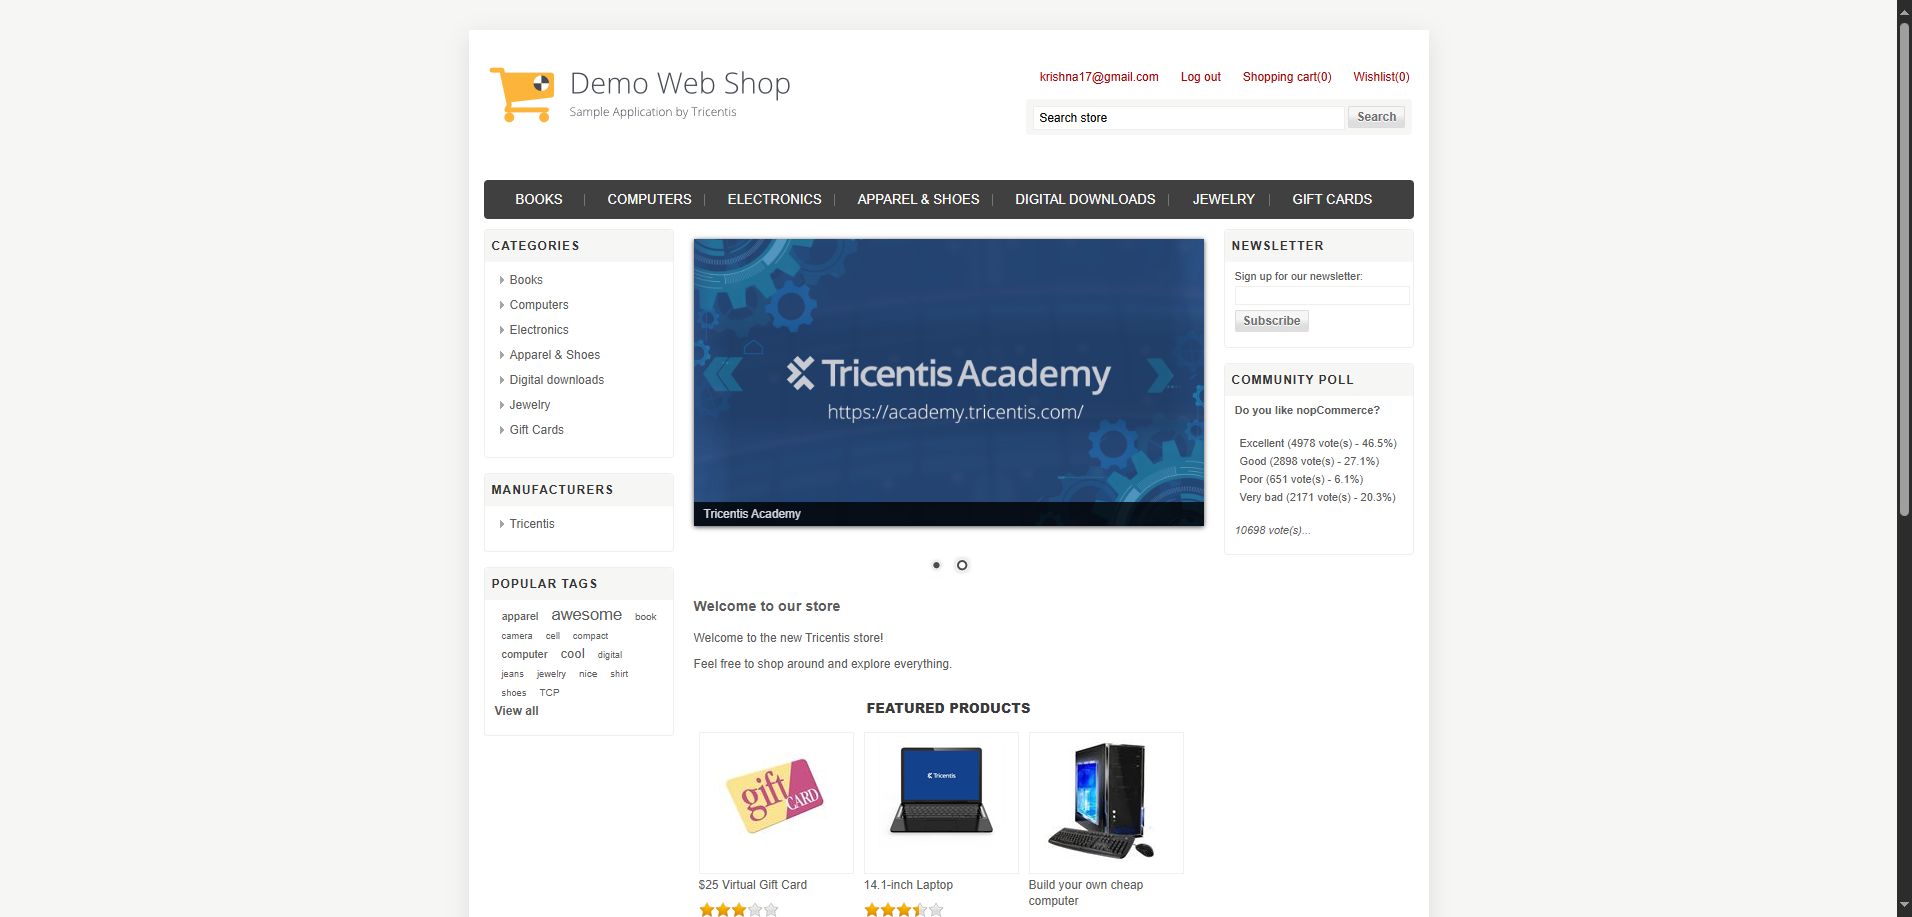 Demo Web Shop
Sample Application by Tricentis
krishna17@gmail.com Log out Shopping cart(0) Wishlist(0)
Search store Search
BOOKS COMPUTERS ELECTRONICS APPAREL & SHOES DIGITAL DOWNLOADS JEWELRY GIFT CARDS
CATEGORIES
Books
Computers
Electronics
Apparel & Shoes
Digital downloads
Jewelry
Gift Cards
MANUFACTURERS
Tricentis
POPULAR TAGS
apparel awesome book
camera cell compact
computer cool digital
jeans jewelry nice shirt
shoes TCP
View all
Tricentis Academy
https://academy.tricentis.com/
Tricentis Academy
Welcome to our store
Welcome to the new Tricentis store!
Feel free to shop around and explore everything.
FEATURED PRODUCTS
gift CARD
Tricentis
$25 Virtual Gift Card
14.1-inch Laptop
Build your own cheap
computer
NEWSLETTER
Sign up for our newsletter:
Subscribe
COMMUNITY POLL
Do you like nopCommerce?
Excellent (4978 vote(s) - 46.5%)
Good (2898 vote(s) - 27.1%)
Poor (651 vote(s) - 6.1%)
Very bad (2171 vote(s) - 20.3%)
10698 vote(s)...